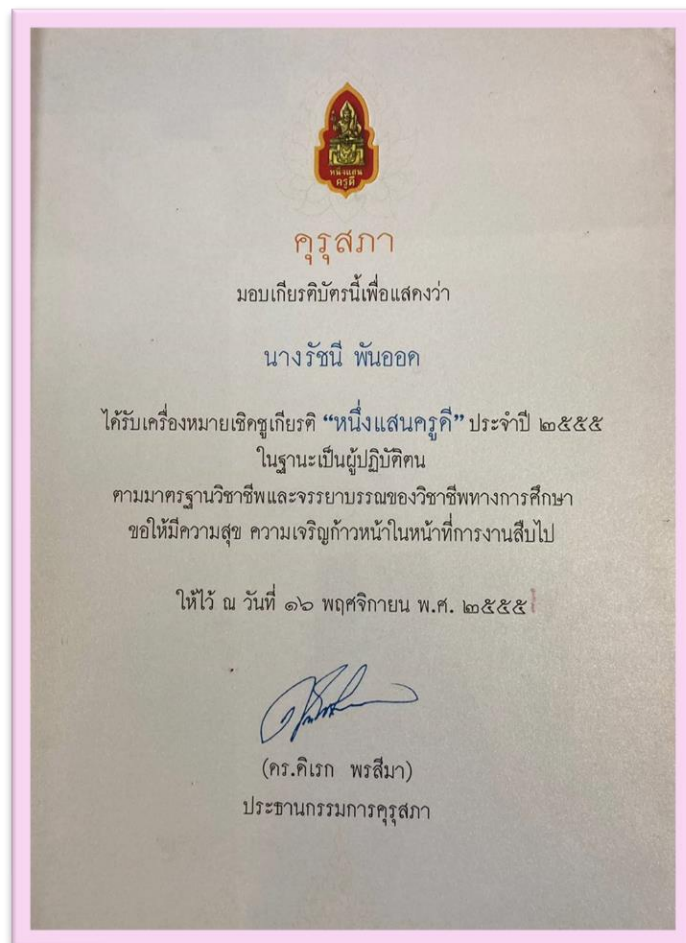 หนึ่งแสน
ครูดี
คุรุสภา
มอบเกียรติบัตรนี้เพื่อแสดงว่า
นางรัชนี พันออด
ได้รับเครื่องหมายเชิดชูเกียรติ “หนึ่งแสนครูดี” ประจำปี ๒๕๕๕
ในฐานะเป็นผู้ปฏิบัติตน
ตามมาตรฐานวิชาชีพและจรรยาบรรณของวิชาชีพทางการศึกษา
ขอให้มีความสุข ความเจริญก้าวหน้าในหน้าที่การงานสืบไป
ให้ไว้ ณ วันที่ ๑๖ พฤศจิกายน พ.ศ. ๒๕๕๕
(ดร.ดิเรก พรสีมา)
ประธานกรรมการคุรุสภา